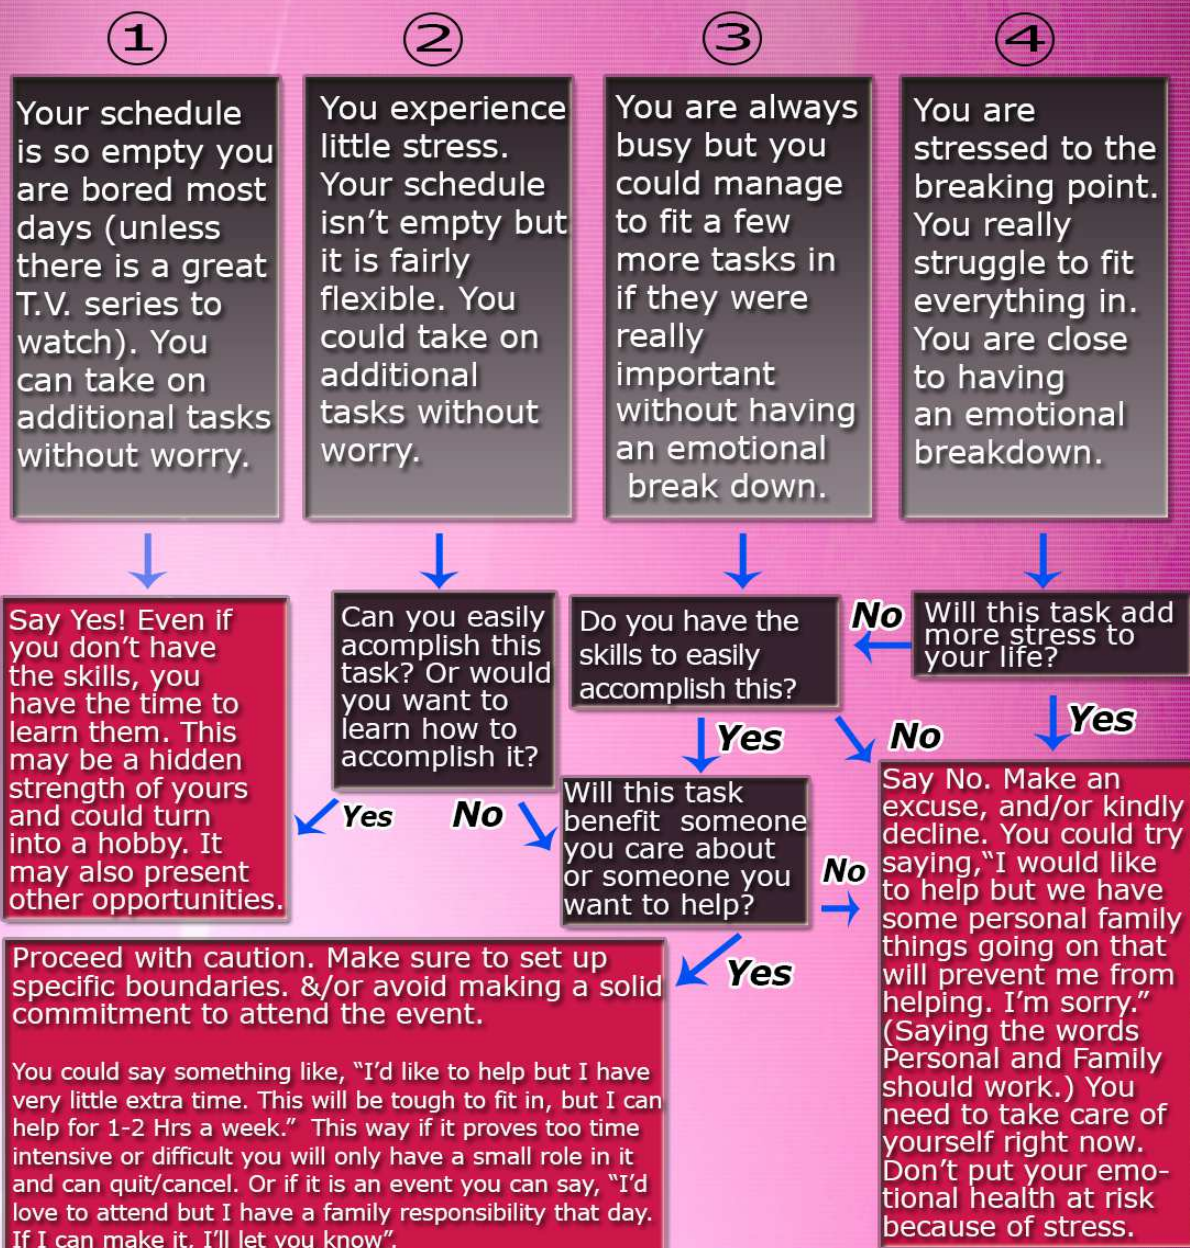 ①
②
③
④
Your schedule
is so empty you
are bored most
days (unless
there is a great
T.V. series to
watch). You
can take on
additional tasks
without worry.
You experience
little stress.
Your schedule
isn't empty but
it is fairly
flexible. You
could take on
additional
tasks without
worry.
You are always
busy but you
could manage
to fit a few
more tasks in
if they were
really
important
without having
an emotional
break down.
You are
stressed to the
breaking point.
You really
struggle to fit
everything in.
You are close
to having
an emotional
breakdown.
Say Yes! Even if
you don't have
the skills, you
have the time to
learn them. This
may be a hidden
strength of yours
and could turn
into a hobby. It
may also present
other opportunities.
Can you easily
acomplish this
task? Or would
you want to
learn how to
accomplish it?
Yes
No
Do you have the
skills to easily
accomplish this?
No
Will this task add
more stress to
your life?
Yes
No
Yes
Will this task
benefit someone
you care about
or someone you
want to help?
No
Yes
Say No. Make an
excuse, and/or kindly
decline. You could try
saying,“I would like
to help but we have
some personal family
things going on that
will prevent me from
helping. I'm sorry.”
(Saying the words
Personal and Family
should work.) You
need to take care of
yourself right now.
Don't put your emo-
tional health at risk
because of stress.
Proceed with caution. Make sure to set up
specific boundaries. &/or avoid making a solid
commitment to attend the event.
You could say something like, “I'd like to help but I have
very little extra time. This will be tough to fit in, but I can
help for 1-2 Hrs a week.” This way if it proves too time
intensive or difficult you will only have a small role in it
and can quit/cancel. Or if it is an event you can say, “I'd
love to attend but I have a family responsibility that day.
If I can make it, I'll let you know”.